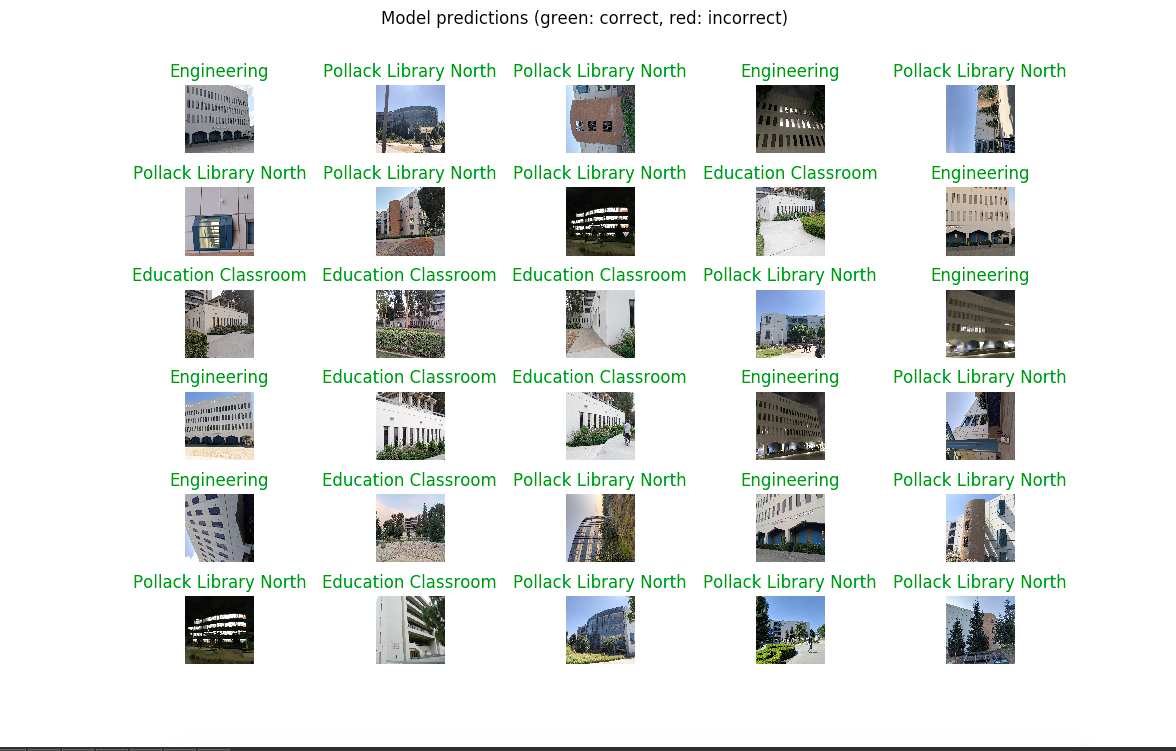 Model predictions (green: correct, red: incorrect)
Engineering Pollack Library North Pollack Library North Engineering Pollack Library North
Pollack Library North Pollack Library North Pollack Library North Education Classroom Engineering
Education Classroom Education Classroom Education Classroom Pollack Library North Engineering
Engineering Education Classroom Education Classroom Engineering Pollack Library North
Engineering Education Classroom Pollack Library North Engineering Pollack Library North
Pollack Library North Education Classroom Pollack Library North Pollack Library North Pollack Library North